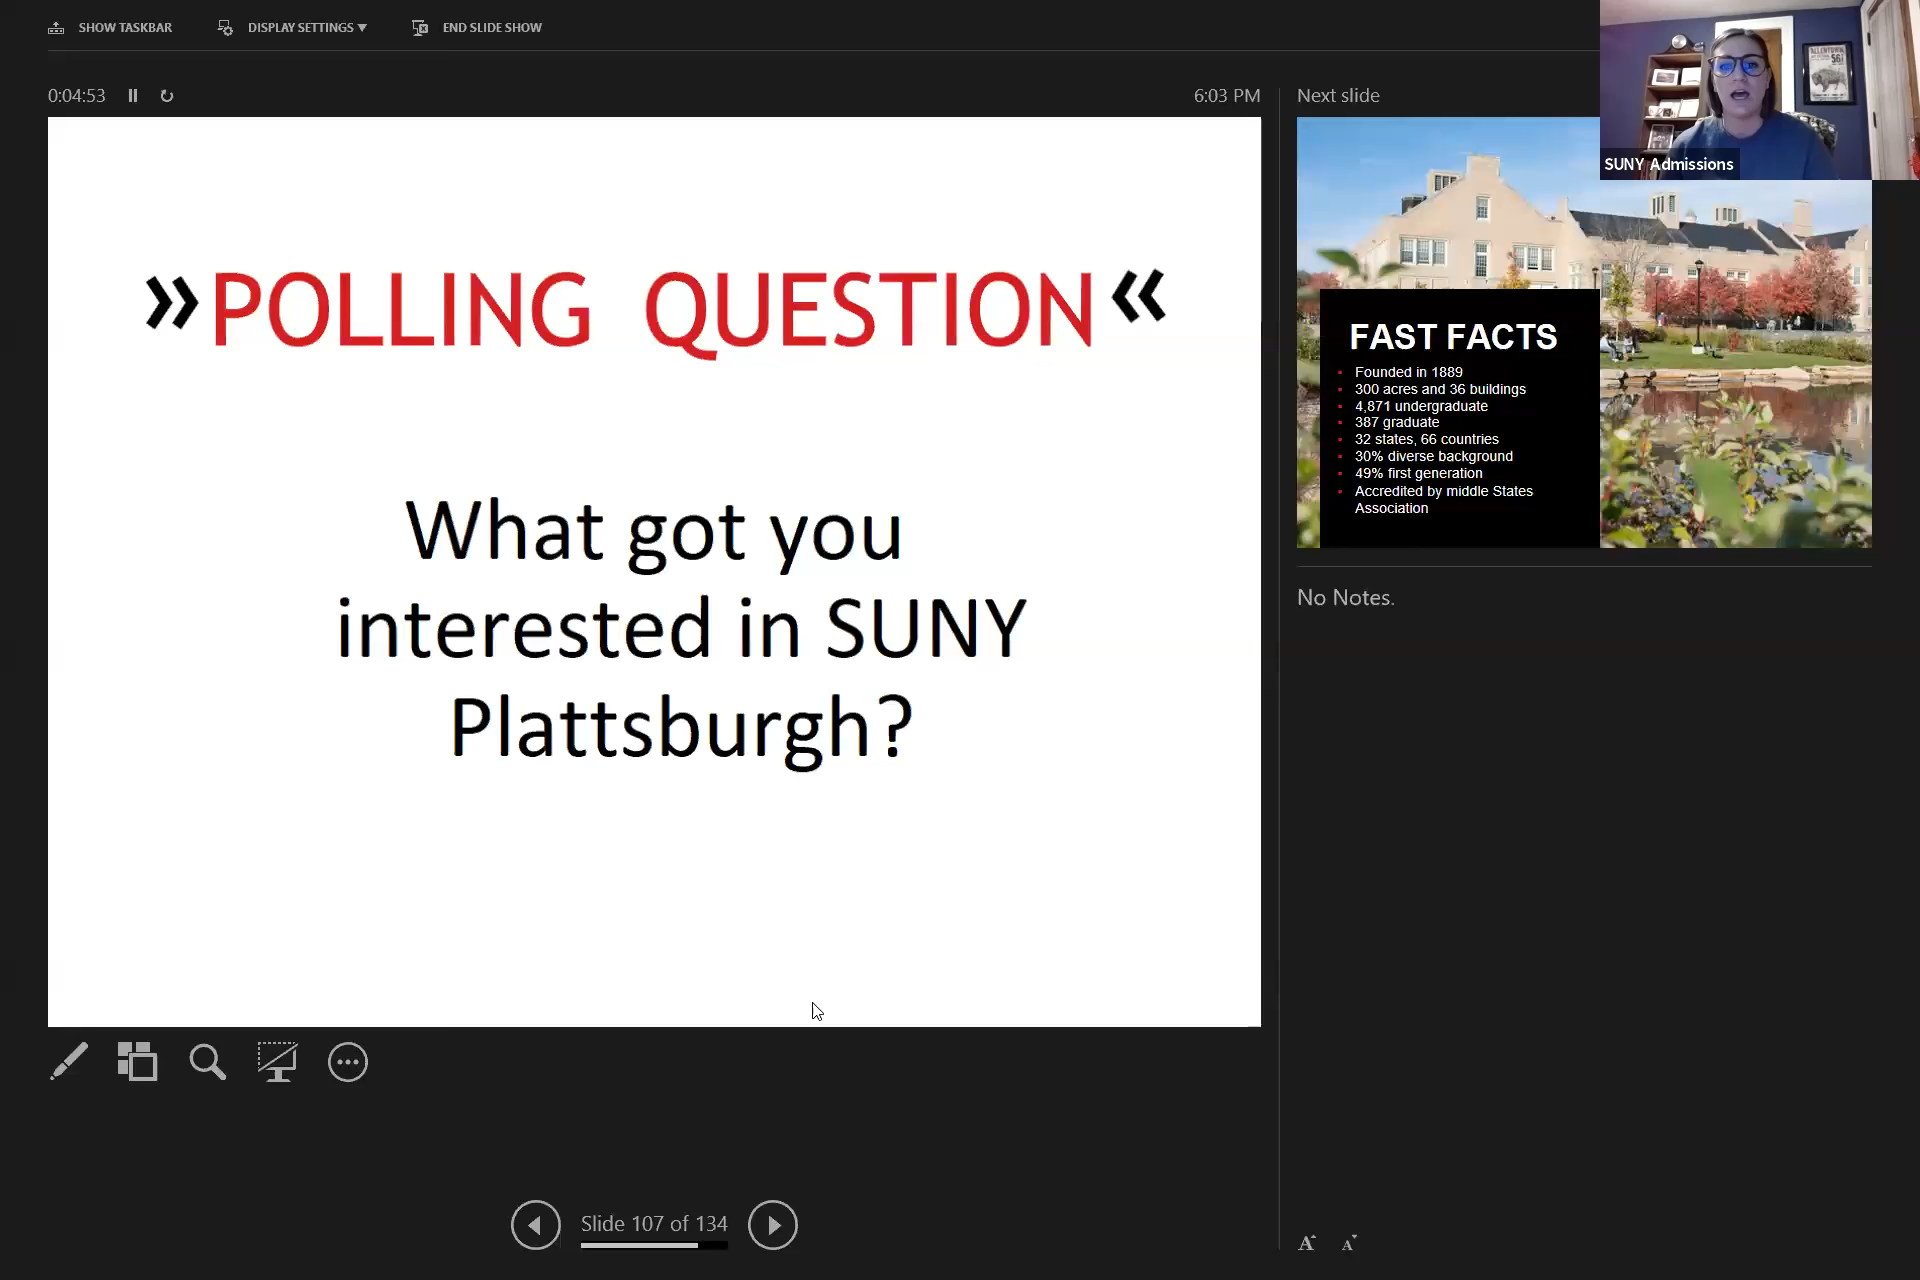 SHOW TASKBAR
DISPLAY SETTINGS
END SLIDE SHOW
0:04:53
6:03 PM
Next slide
»POLLING QUESTION«
What got you
interested in SUNY
Plattsburgh?
ALLENTOWN
56
SUNY Admissions
FAST FACTS
Founded in 1889
300 acres and 36 buildings
4,871 undergraduate
387 graduate
32 states, 66 countries
30% diverse background
49% first generation
Accredited by middle States
Association
No Notes.
Slide 107 of 134
A A